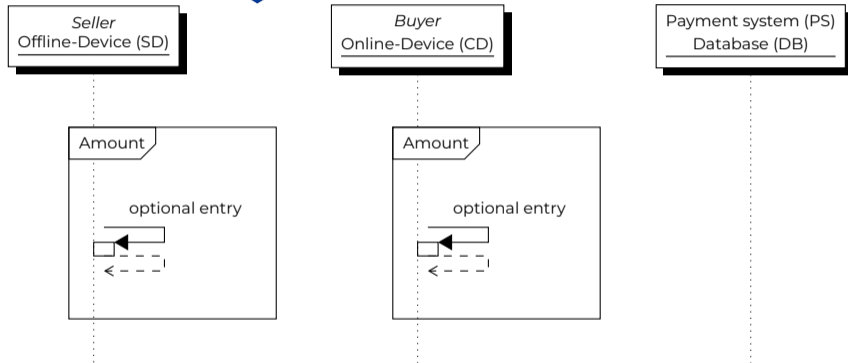 Seller
Offline-Device (SD)
Buyer
Online-Device (CD)
Payment system (PS)
Database (DB)
Amount
optional entry
Amount
optional entry